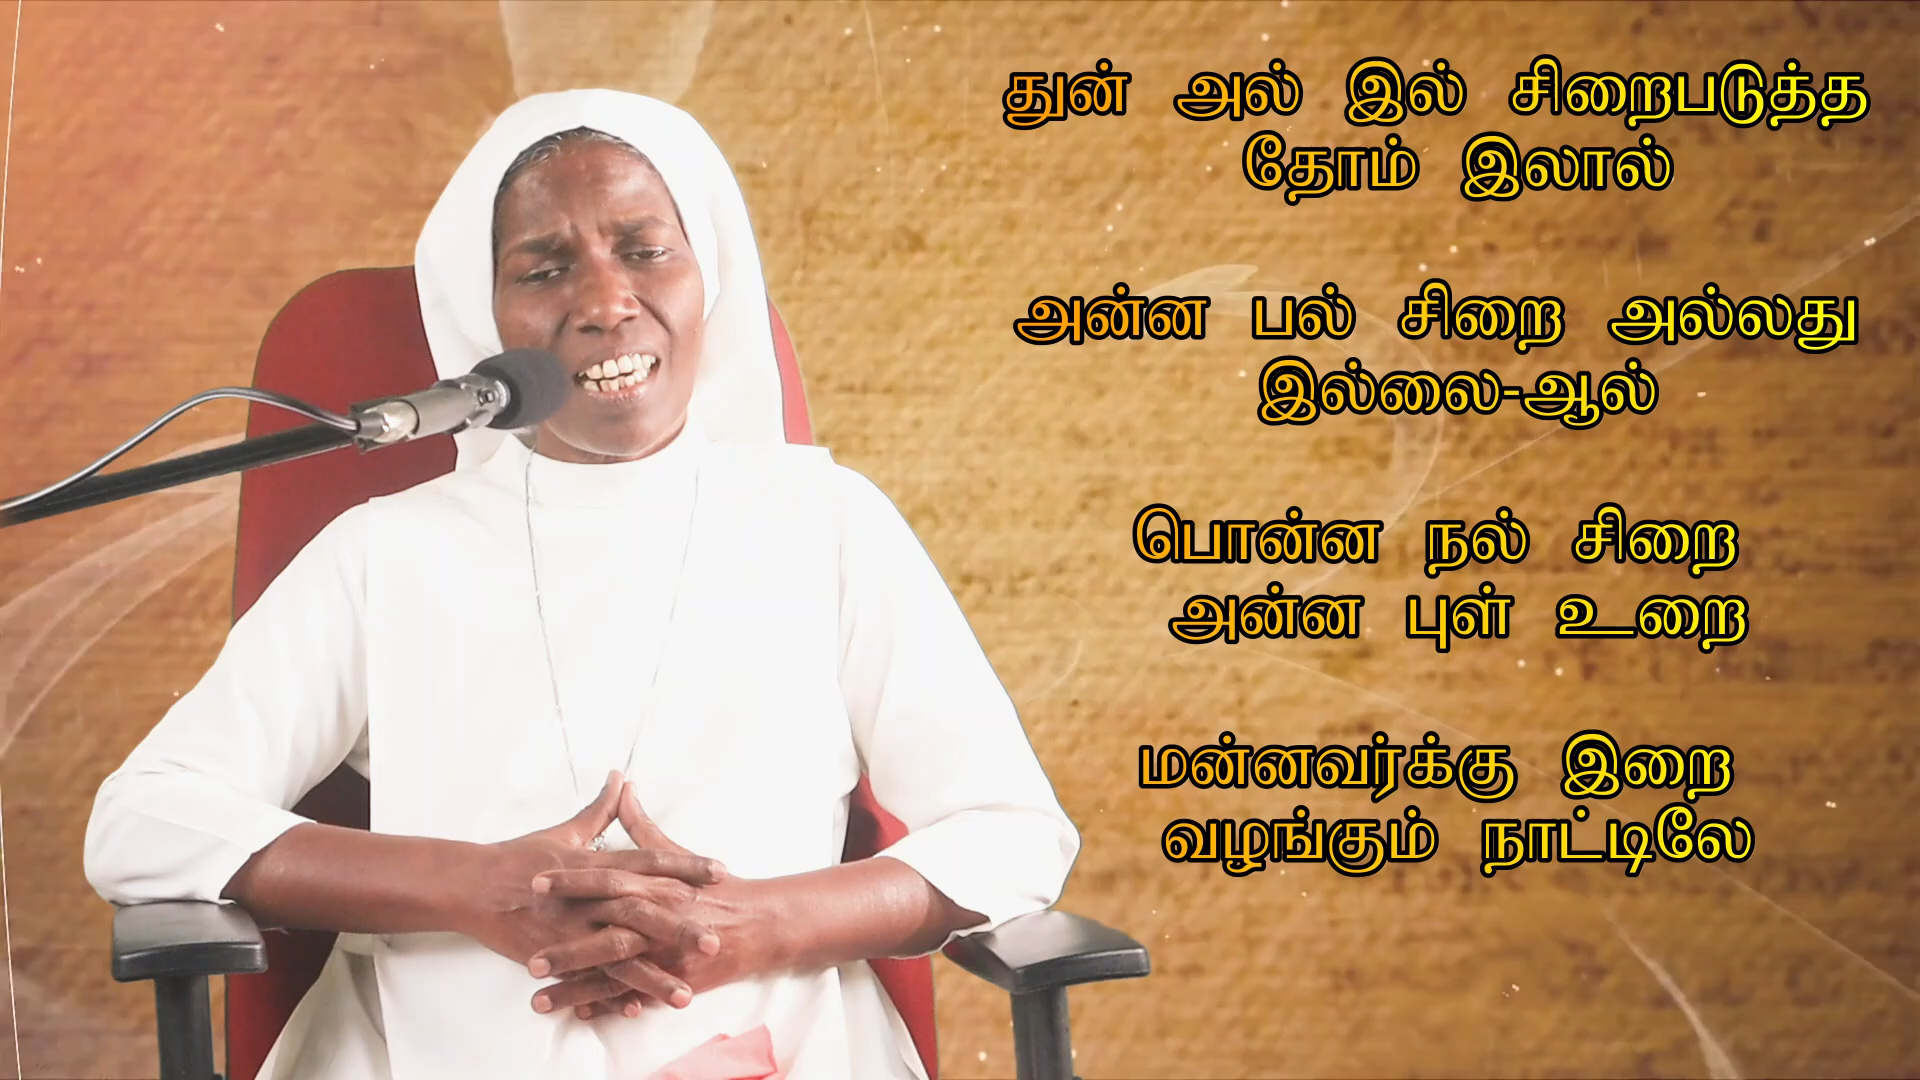 துன் அல் இல் சிறைபடுத்த
தோம் இலால்
அன்ன பல் சிறை அல்லது
இல்லை-ஆல்
பொன்ன நல் சிறை
அன்ன புள் உறை
மன்னவர்க்கு இறை
வழங்கும் நாட்டிலே